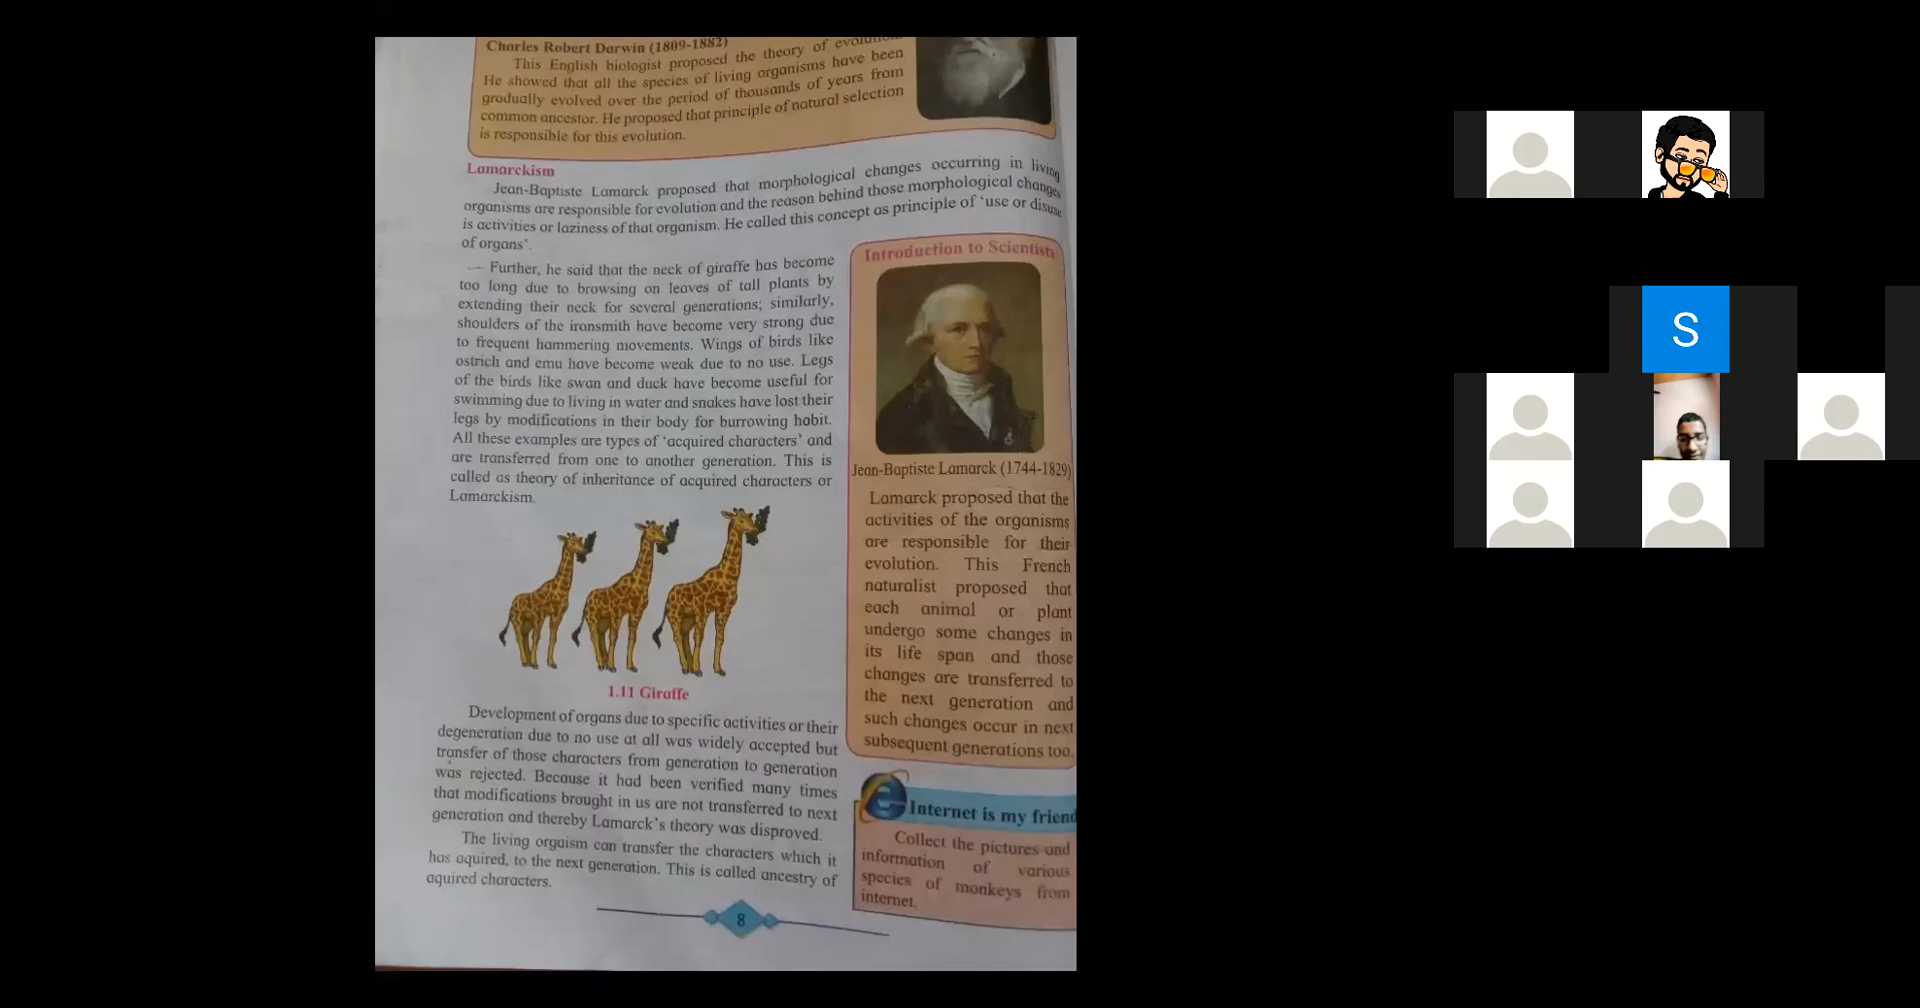 Charles Robert Darwin (1809-1882)
This English biologist proposed the theory of evolution.
He showed that all the species of living organisms have been
gradually evolved over the period of thousands of years from
common ancestor. He proposed that principle of natural selection
is responsible for this evolution.
Lamarckism
Jean-Baptiste Lamarck proposed that morphological changes occurring in living
organisms are responsible for evolution and the reason behind those morphological changes
is activities or laziness of that organism. He called this concept as principle of 'use or disuse
of organs'.
Further, he said that the neck of giraffe has become
too long due to browsing on leaves of tall plants by
extending their neck for several generations; similarly,
shoulders of the ironsmith have become very strong due
to frequent hammering movements. Wings of birds like
ostrich and emu have become weak due to no use. Legs
of the birds like swan and duck have become useful for
swimming due to living in water and snakes have lost their
legs by modifications in their body for burrowing habit.
All these examples are types of 'acquired characters' and
are transferred from one to another generation. This is
called as theory of inheritance of acquired characters or
Lamarckism.
1.11 Giraffe
Development of organs due to specific activities or their
degeneration due to no use at all was widely accepted but
transfer of those characters from generation to generation
was rejected. Because it had been verified many times
that modifications brought in us are not transferred to next
generation and thereby Lamarck's theory was disproved.
The living orgaism can transfer the characters which it
has aquired, to the next generation. This is called ancestry of
aquired characters.
Introduction to Scientists
Jean-Baptiste Lamarck (1744-1829)
Lamarck proposed that the
activities of the organisms
are responsible for their
evolution. This French
naturalist proposed that
each animal or plant
undergo some changes in
its life span and those
changes are transferred to
the next generation and
such changes occur in next
subsequent generations too.
Internet is my friend
Collect the pictures and
information of various
species of monkeys from
internet.
8
S